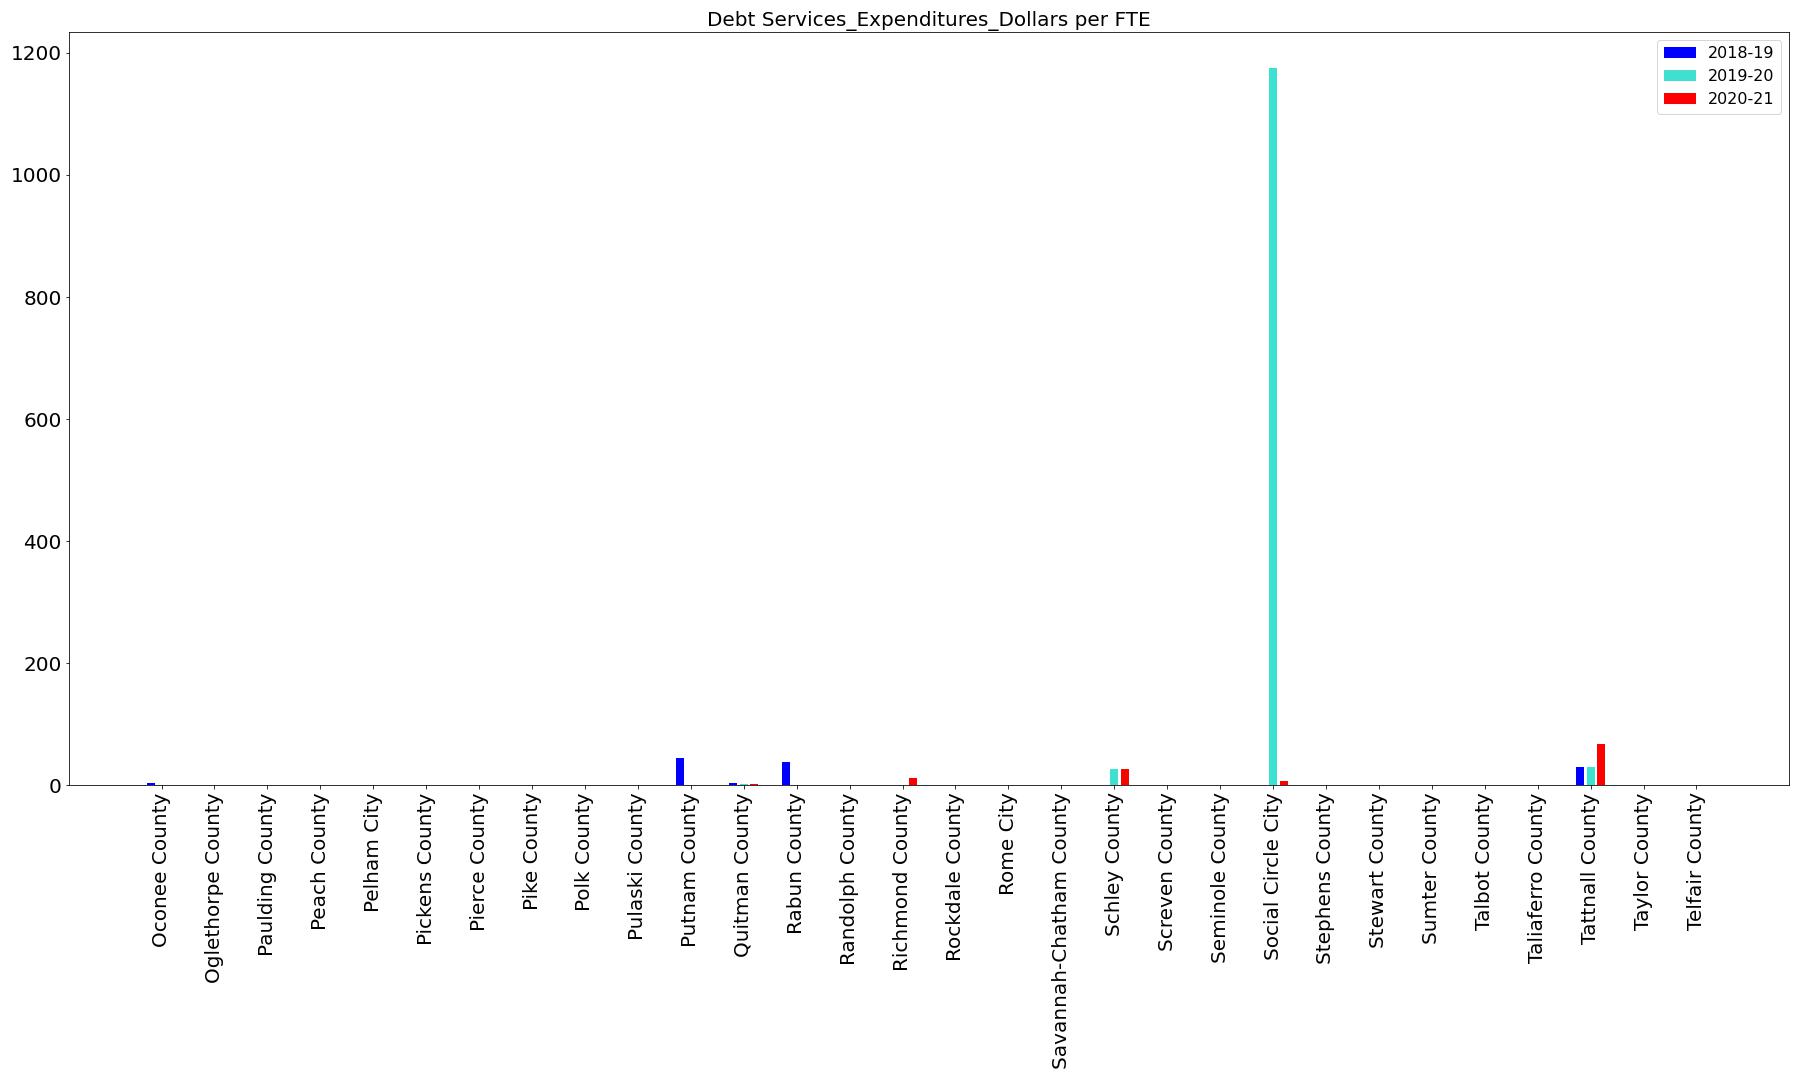 Debt Services_Expenditures_Dollars per FTE
1200
1000
800
600
400
200
0
2018-19
2019-20
2020-21
Oconee County
Oglethorpe County
Paulding County
Peach County
Pelham City
Pickens County
Pierce County
Pike County
Polk County
Pulaski County
Putnam County
Quitman County
Rabun County
Randolph County
Richmond County
Rockdale County
Rome City
Savannah-Chatham County
Schley County
Screven County
Seminole County
Social Circle City
Stephens County
Stewart County
Sumter County
Talbot County
Taliaferro County
Tattnall County
Taylor County
Telfair County